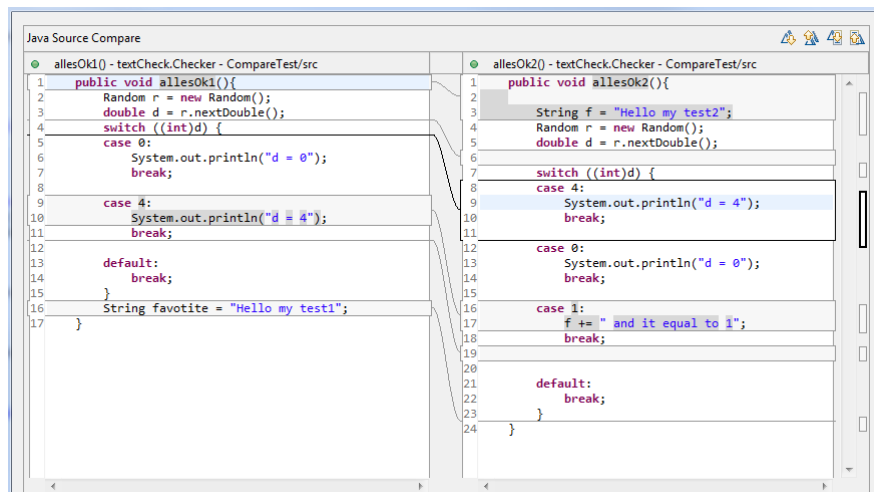 Java Source Compare
allesOk1() - textCheck.Checker - CompareTest/src
1 public void allesOk1(){
2 Random r = new Random();
3 double d = r.nextDouble();
4 switch ((int)d) {
5 case 0:
6 System.out.println("d = 0");
7 break;
8
9 case 4:
10 System.out.println("d = 4");
11 break;
12
13 default:
14 break;
15 }
16 String favotite = "Hello my test1";
17 }
allesOk2() - textCheck.Checker - CompareTest/src
1 public void allesOk2(){
2
3 String f = "Hello my test2";
4 Random r = new Random();
5 double d = r.nextDouble();
6
7 switch ((int)d) {
8 case 4:
9 System.out.println("d = 4");
10 break;
11
12 case 0:
13 System.out.println("d = 0");
14 break;
15
16 case 1:
17 f += " and it equal to 1";
18 break;
19
20
21 default:
22 break;
23 }
24 }